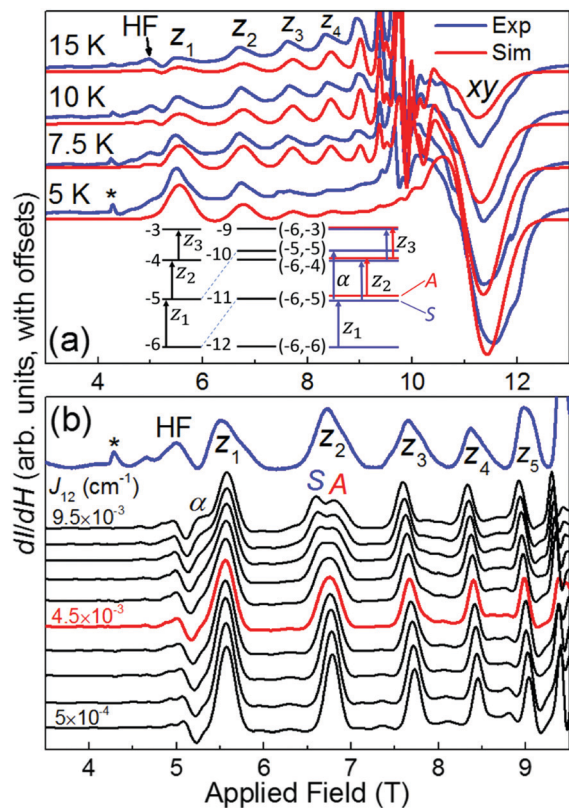 HF
z₁
z₂
z₃
z₄
Exp
Sim
xy
15 K
10 K
7.5 K
5 K
*
-3
-9
(-6,-3)
z₃
z₃
-10
(-5,-5)
-4
(-6,-4)
z₂
α
z₂
A
-5
-11
(-6,-5)
S
z₁
z₁
-6
-12
(-6,-6)
(a)
4
6
8
10
12
dI/dH (arb. units, with offsets)
(b)
*
HF
z₁
z₂
z₃
z₄
z₅
J₁₂ (cm⁻¹)
S
A
α
9.5×10⁻³
4.5×10⁻³
5×10⁻⁴
4
5
6
7
8
9
Applied Field (T)